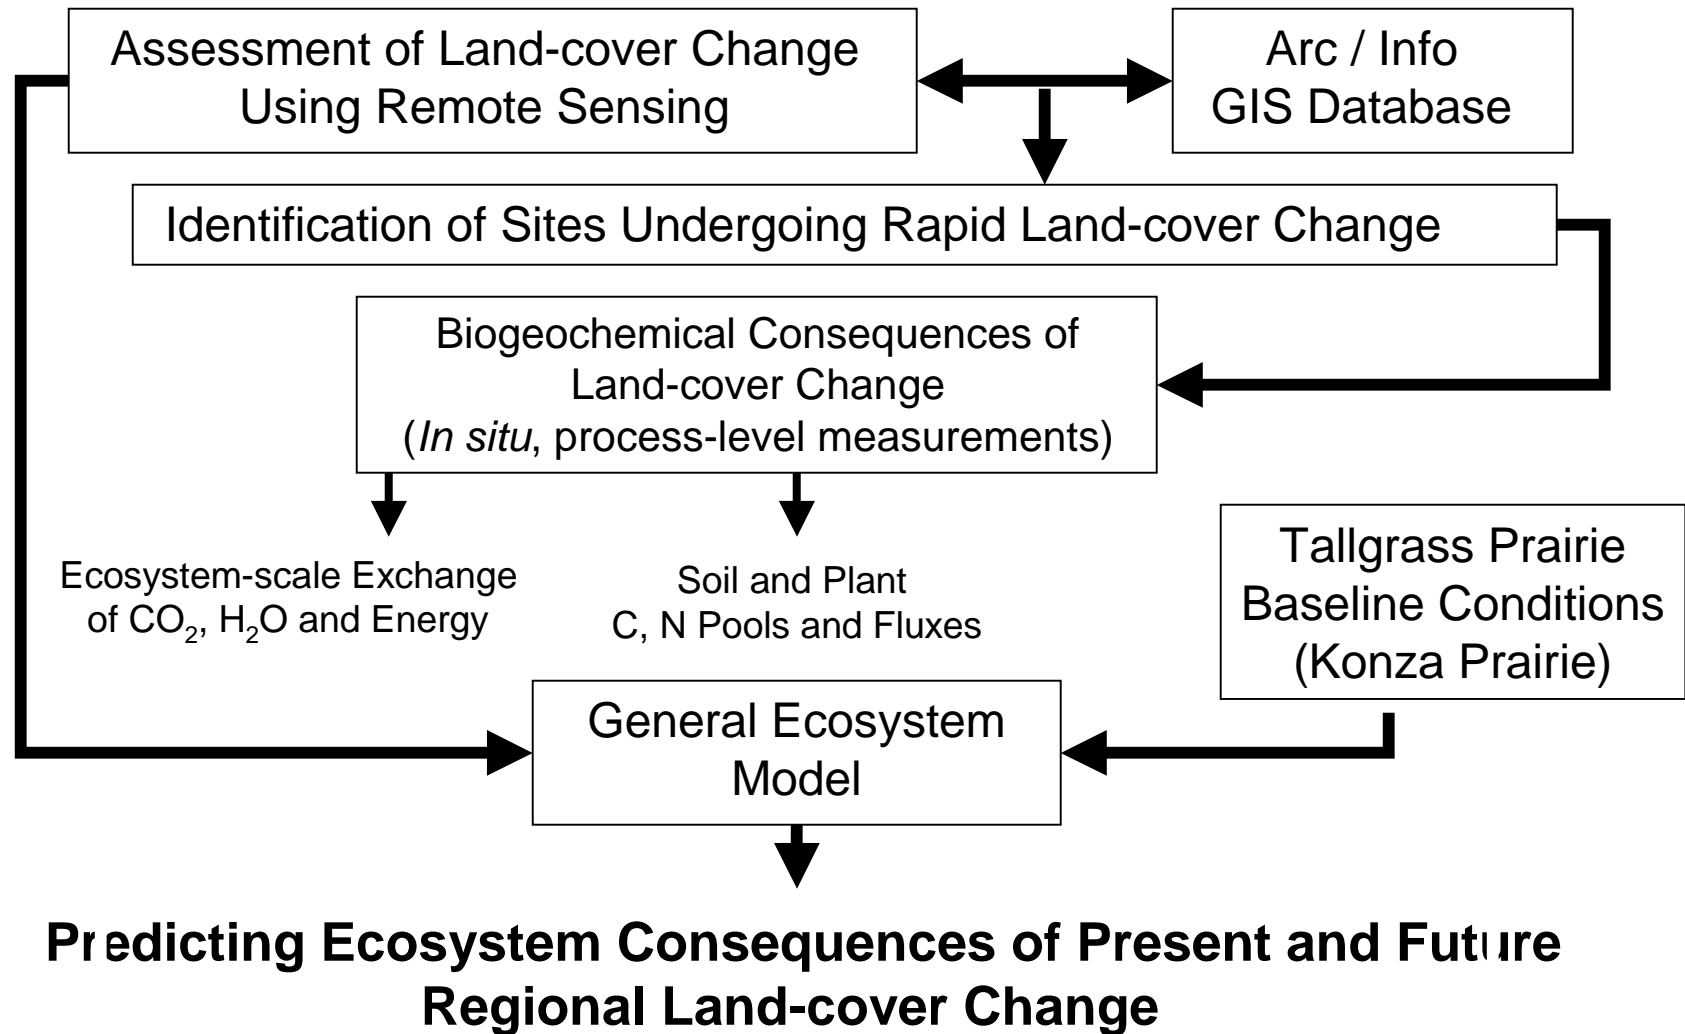 Assessment of Land-cover Change
Using Remote Sensing
Arc / Info
GIS Database
Identification of Sites Undergoing Rapid Land-cover Change
Biogeochemical Consequences of
Land-cover Change
(In situ, process-level measurements)
Ecosystem-scale Exchange
of CO₂, H₂O and Energy
Soil and Plant
C, N Pools and Fluxes
Tallgrass Prairie
Baseline Conditions
(Konza Prairie)
General Ecosystem
Model
Predicting Ecosystem Consequences of Present and Future
Regional Land-cover Change